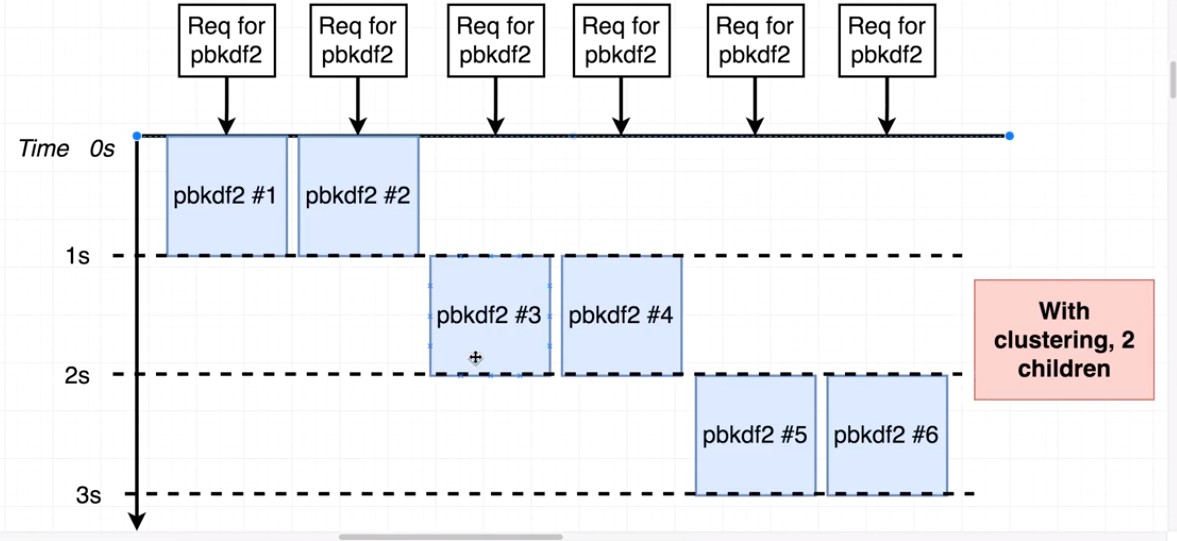 Req for
pbkdf2
Req for
pbkdf2
Req for
pbkdf2
Req for
pbkdf2
Req for
pbkdf2
Req for
pbkdf2
Time 0s
pbkdf2 #1
pbkdf2 #2
1s
pbkdf2 #3
pbkdf2 #4
With
clustering, 2
children
2s
pbkdf2 #5
pbkdf2 #6
3s